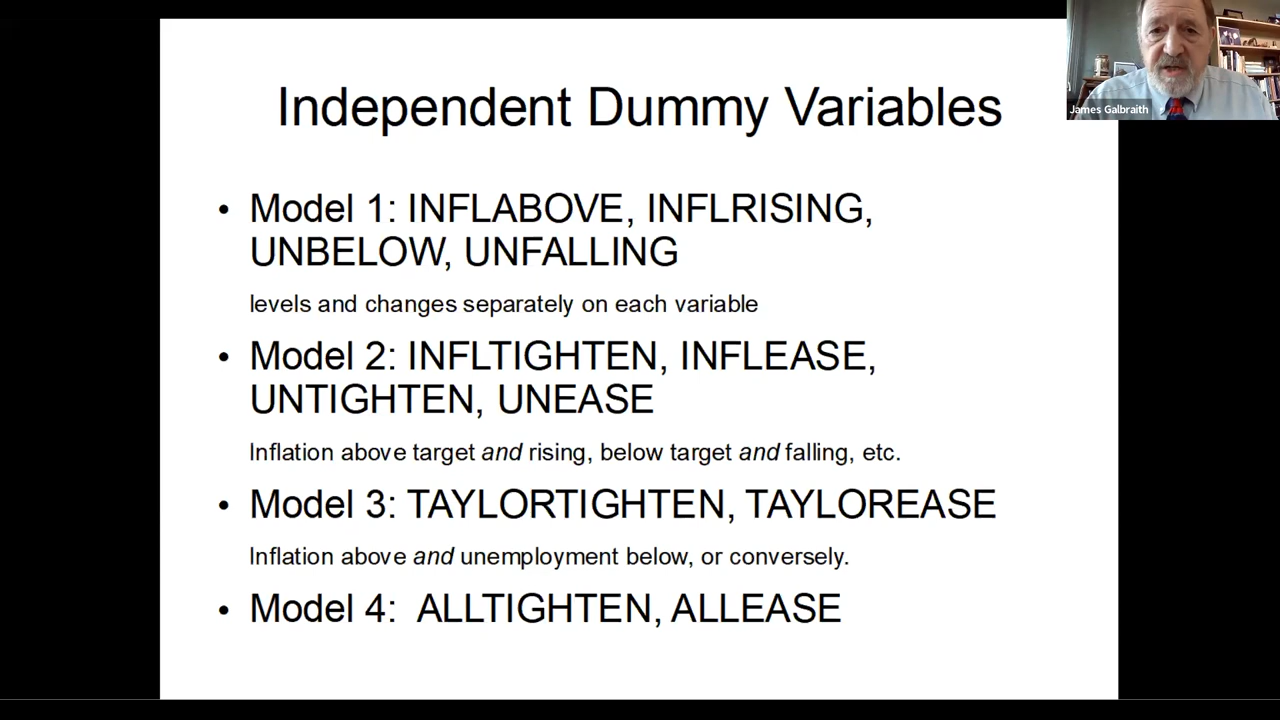 Independent Dummy Variables
James Galbraith
• Model 1: INFLABOVE, INFLRISING,
UNBELOW, UNFALLING
levels and changes separately on each variable
• Model 2: INFLTIGHTEN, INFLEASE,
UNTIGHTEN, UNEASE
Inflation above target and rising, below target and falling, etc.
• Model 3: TAYLORTIGHTEN, TAYLOREASE
Inflation above and unemployment below, or conversely.
• Model 4: ALLTIGHTEN, ALLEASE